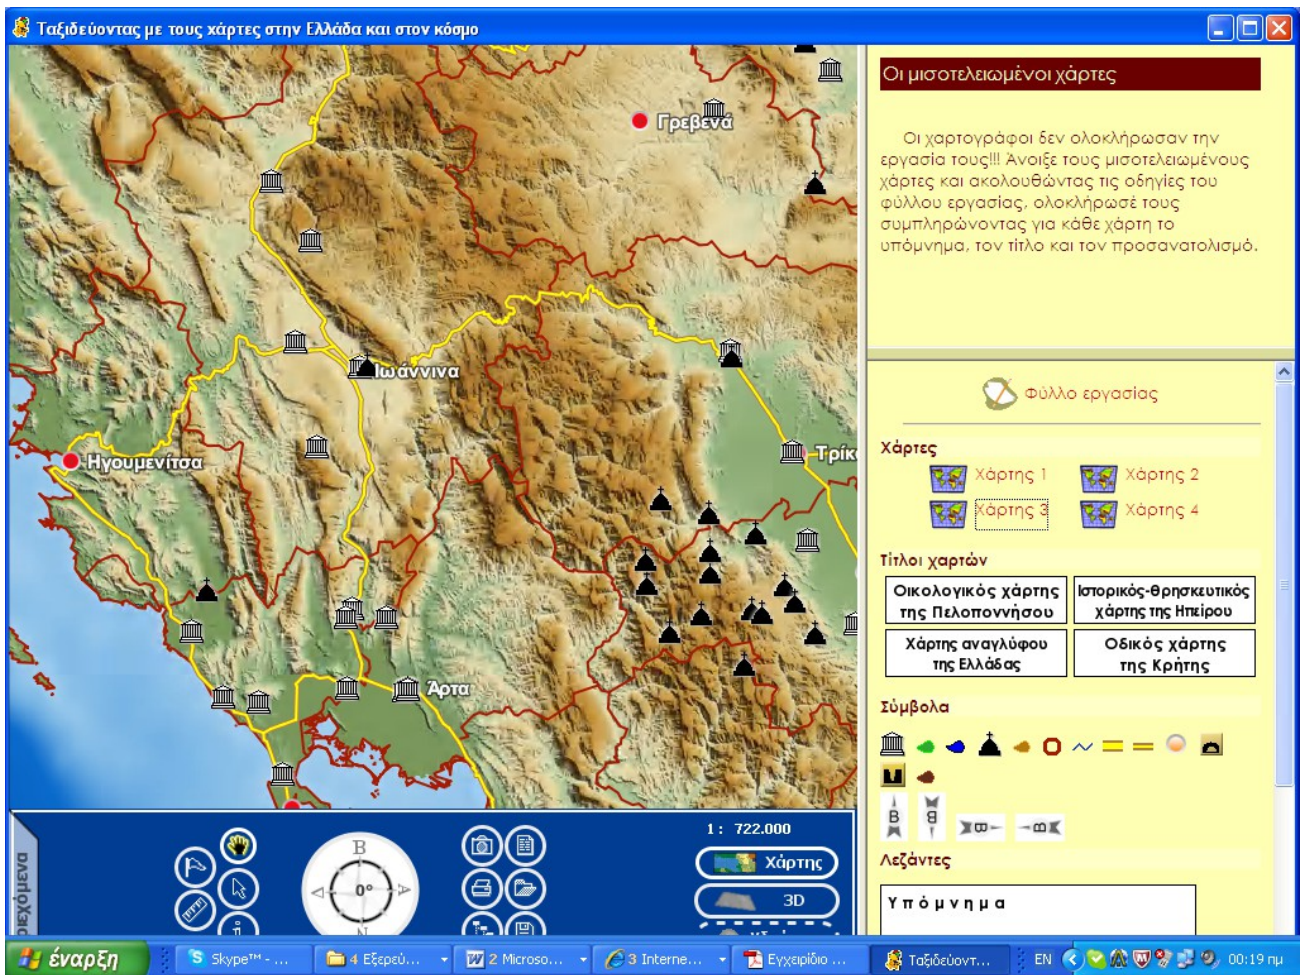 Ταξιδεύοντας με τους χάρτες στην Ελλάδα και στον κόσμο
Γρεβενά
Ιωάννινα
Ηγουμενίτσα
Τρίκ
Άρτα
Οι μισοτελειωμένοι χάρτες
Οι χαρτογράφοι δεν ολοκλήρωσαν την
εργασία τους!!! Άνοιξε τους μισοτελειωμένους
χάρτες και ακολουθώντας τις οδηγίες του
φύλλου εργασίας, ολοκλήρωσέ τους
συμπληρώνοντας για κάθε χάρτη το
υπόμνημα, τον τίτλο και τον προσανατολισμό.
Φύλλο εργασίας
Χάρτες
Χάρτης 1
Χάρτης 2
Χάρτης 3
Χάρτης 4
Τίτλοι χαρτών
Οικολογικός χάρτης
της Πελοποννήσου
Ιστορικός-θρησκευτικός
χάρτης της Ηπείρου
Χάρτης αναγλύφου
της Ελλάδας
Οδικός χάρτης
της Κρήτης
Σύμβολα
Β
Β
Β
Β
Λεζάντες
Υπόμνημα
ριεχόμενα
Β
Α
Ν
Δ
0°
1: 722.000
Χάρτης
3D
έναρξη
Skype™ - ...
4 Εξερεύ...
2 Microso...
3 Interne...
Εγχειρίδιο ...
Ταξιδεύοντ...
EN
00:19 πμ